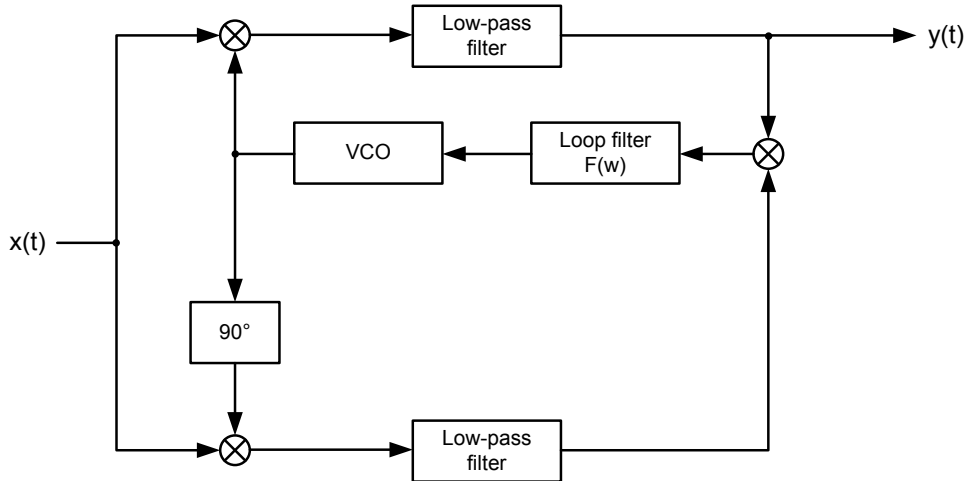 Low-pass
filter
y(t)
VCO
Loop filter
F(w)
x(t)
90°
Low-pass
filter